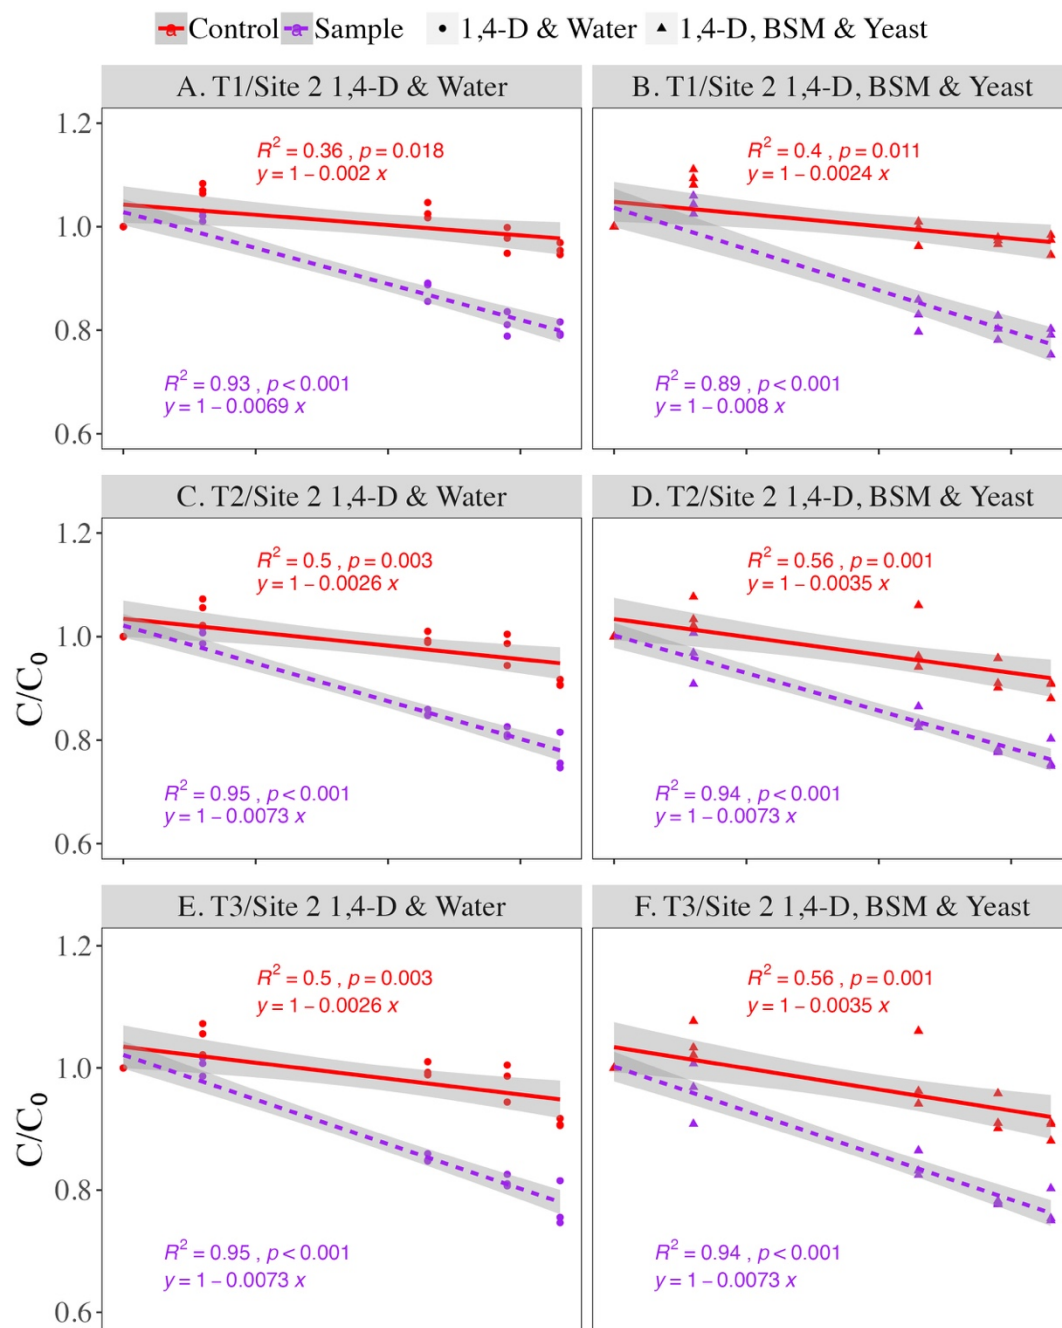 a Control a Sample 1,4-D & Water 1,4-D, BSM & Yeast
A. T1/Site 2 1,4-D & Water
B. T1/Site 2 1,4-D, BSM & Yeast
1.2
R² = 0.36 , p = 0.018
y = 1 – 0.002 x
R² = 0.4 , p = 0.011
y = 1 – 0.0024 x
1.0
0.8
R² = 0.93 , p < 0.001
y = 1 – 0.0069 x
R² = 0.89 , p < 0.001
y = 1 – 0.008 x
0.6
C. T2/Site 2 1,4-D & Water
D. T2/Site 2 1,4-D, BSM & Yeast
1.2
R² = 0.5 , p = 0.003
y = 1 – 0.0026 x
R² = 0.56 , p = 0.001
y = 1 – 0.0035 x
1.0
C/C₀
0.8
R² = 0.95 , p < 0.001
y = 1 – 0.0073 x
R² = 0.94 , p < 0.001
y = 1 – 0.0073 x
0.6
E. T3/Site 2 1,4-D & Water
F. T3/Site 2 1,4-D, BSM & Yeast
1.2
R² = 0.5 , p = 0.003
y = 1 – 0.0026 x
R² = 0.56 , p = 0.001
y = 1 – 0.0035 x
1.0
C/C₀
0.8
R² = 0.95 , p < 0.001
y = 1 – 0.0073 x
R² = 0.94 , p < 0.001
y = 1 – 0.0073 x
0.6